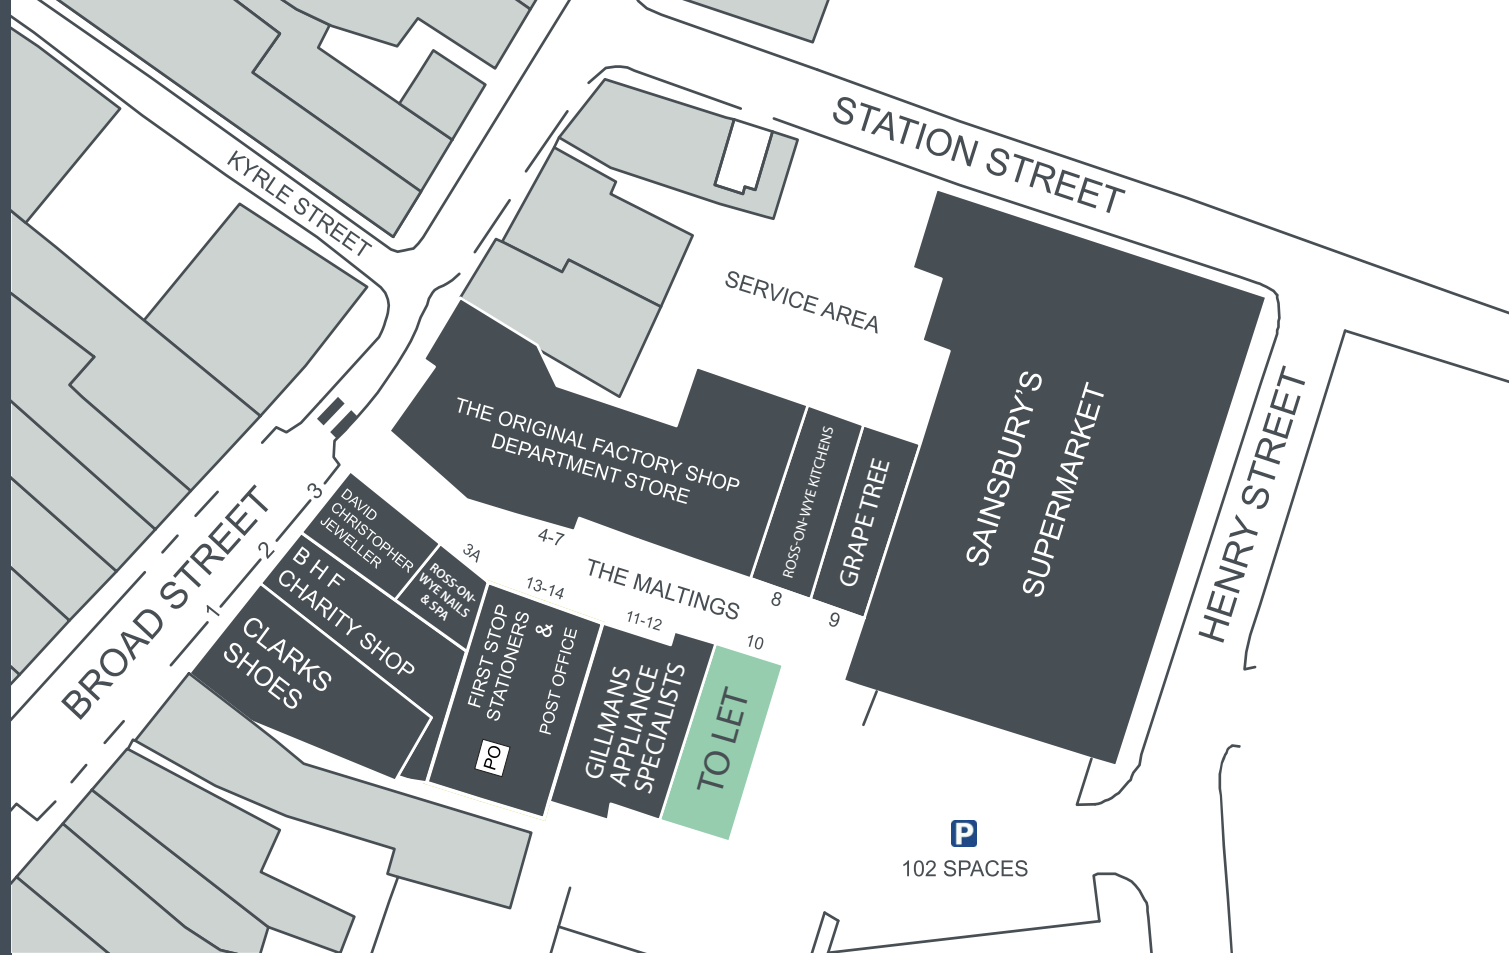 STATION STREET
KYRLE STREET
SERVICE AREA
THE ORIGINAL FACTORY SHOP
DEPARTMENT STORE
ROSS-ON-WYE KITCHENS
GRAPE TREE
SAINSBURY'S
SUPERMARKET
HENRY STREET
BROAD STREET
3
2
1
DAVID
CHRISTOPHER
JEWELLER
3A
ROSS-ON-
WYE NAILS
& SPA
B H F
CHARITY SHOP
CLARKS
SHOES
4-7
THE MALTINGS
8
9
13-14
11-12
10
FIRST STOP
STATIONERS
&
POST OFFICE
PO
GILLMANS
APPLIANCE
SPECIALISTS
TO LET
P
102 SPACES